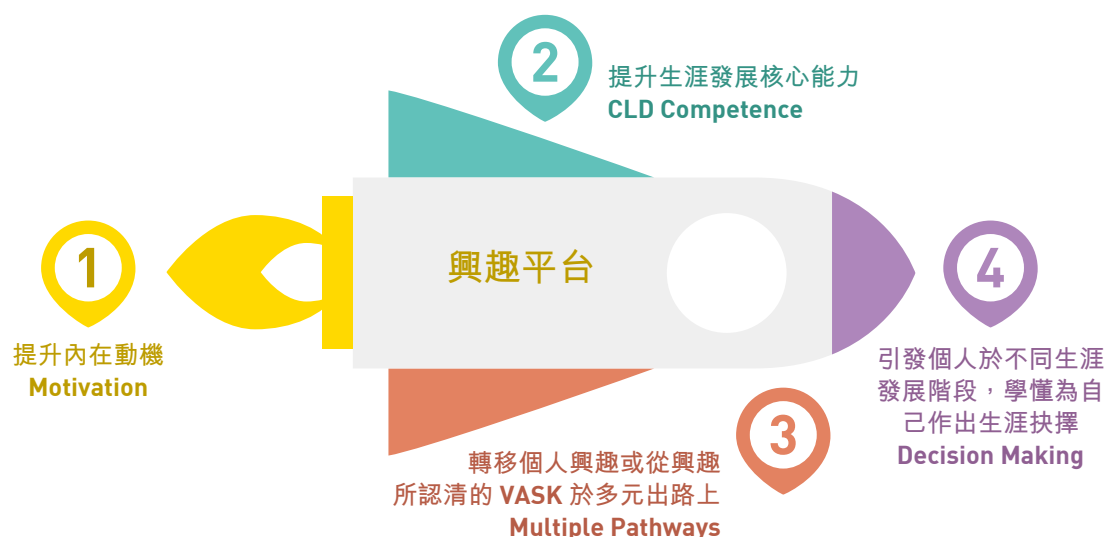 1
提升內在動機
Motivation
2
提升生涯發展核心能力
CLD Competence
興趣平台
3
轉移個人興趣或從興趣
所認清的 VASK 於多元出路上
Multiple Pathways
4
引發個人於不同生涯
發展階段，學懂為自
己作出生涯抉擇
Decision Making